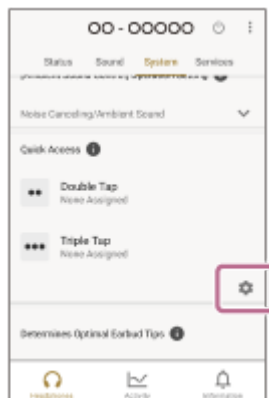 OO-OOOOO
Status Sound System Services
Noise Canceling/Ambient Sound
Quick Access
Double Tap
None Assigned
Triple Tap
None Assigned
Determines Optimal Earbud Tips
Headphones Activity Information